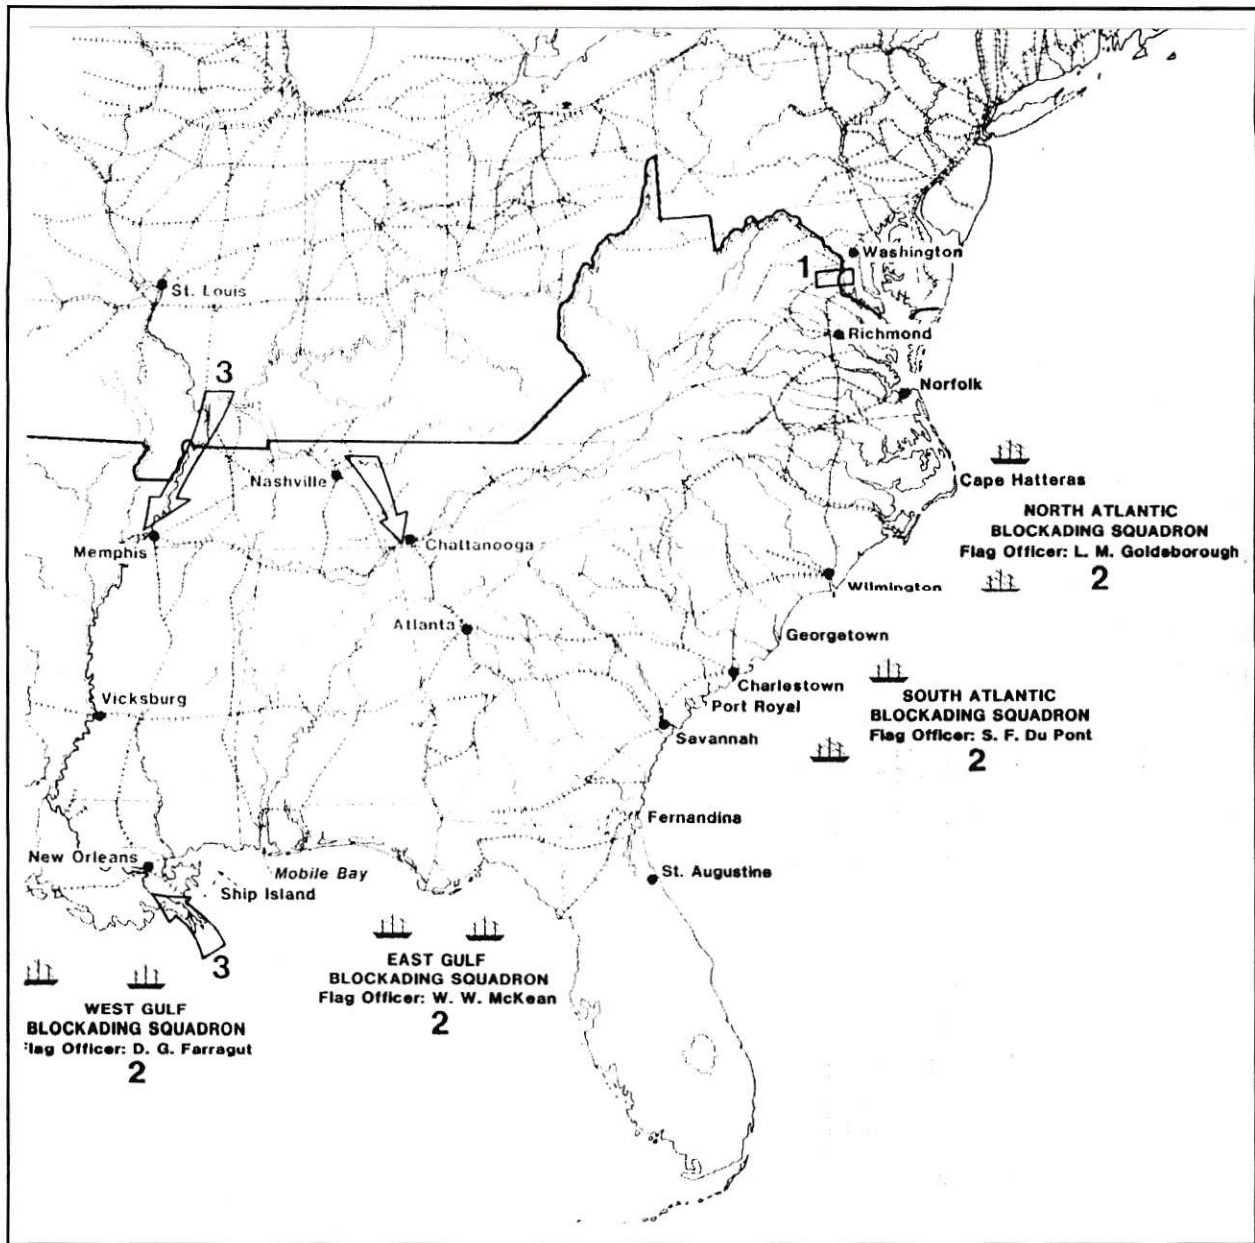 Washington
1
St. Louis
Richmond
3
Norfolk
Nashville
Cape Hatteras
NORTH ATLANTIC
BLOCKADING SQUADRON
Flag Officer: L. M. Goldeborough
2
Memphis
Chattanooga
Wilmington
Atlanta
Georgetown
Charlestown
Port Royal
SOUTH ATLANTIC
BLOCKADING SQUADRON
Flag Officer: S. F. Du Pont
2
Vicksburg
Savannah
Fernandina
New Orleans
Mobile Bay
Ship Island
St. Augustine
3
EAST GULF
BLOCKADING SQUADRON
Flag Officer: W. W. McKean
2
WEST GULF
BLOCKADING SQUADRON
Flag Officer: D. G. Farragut
2